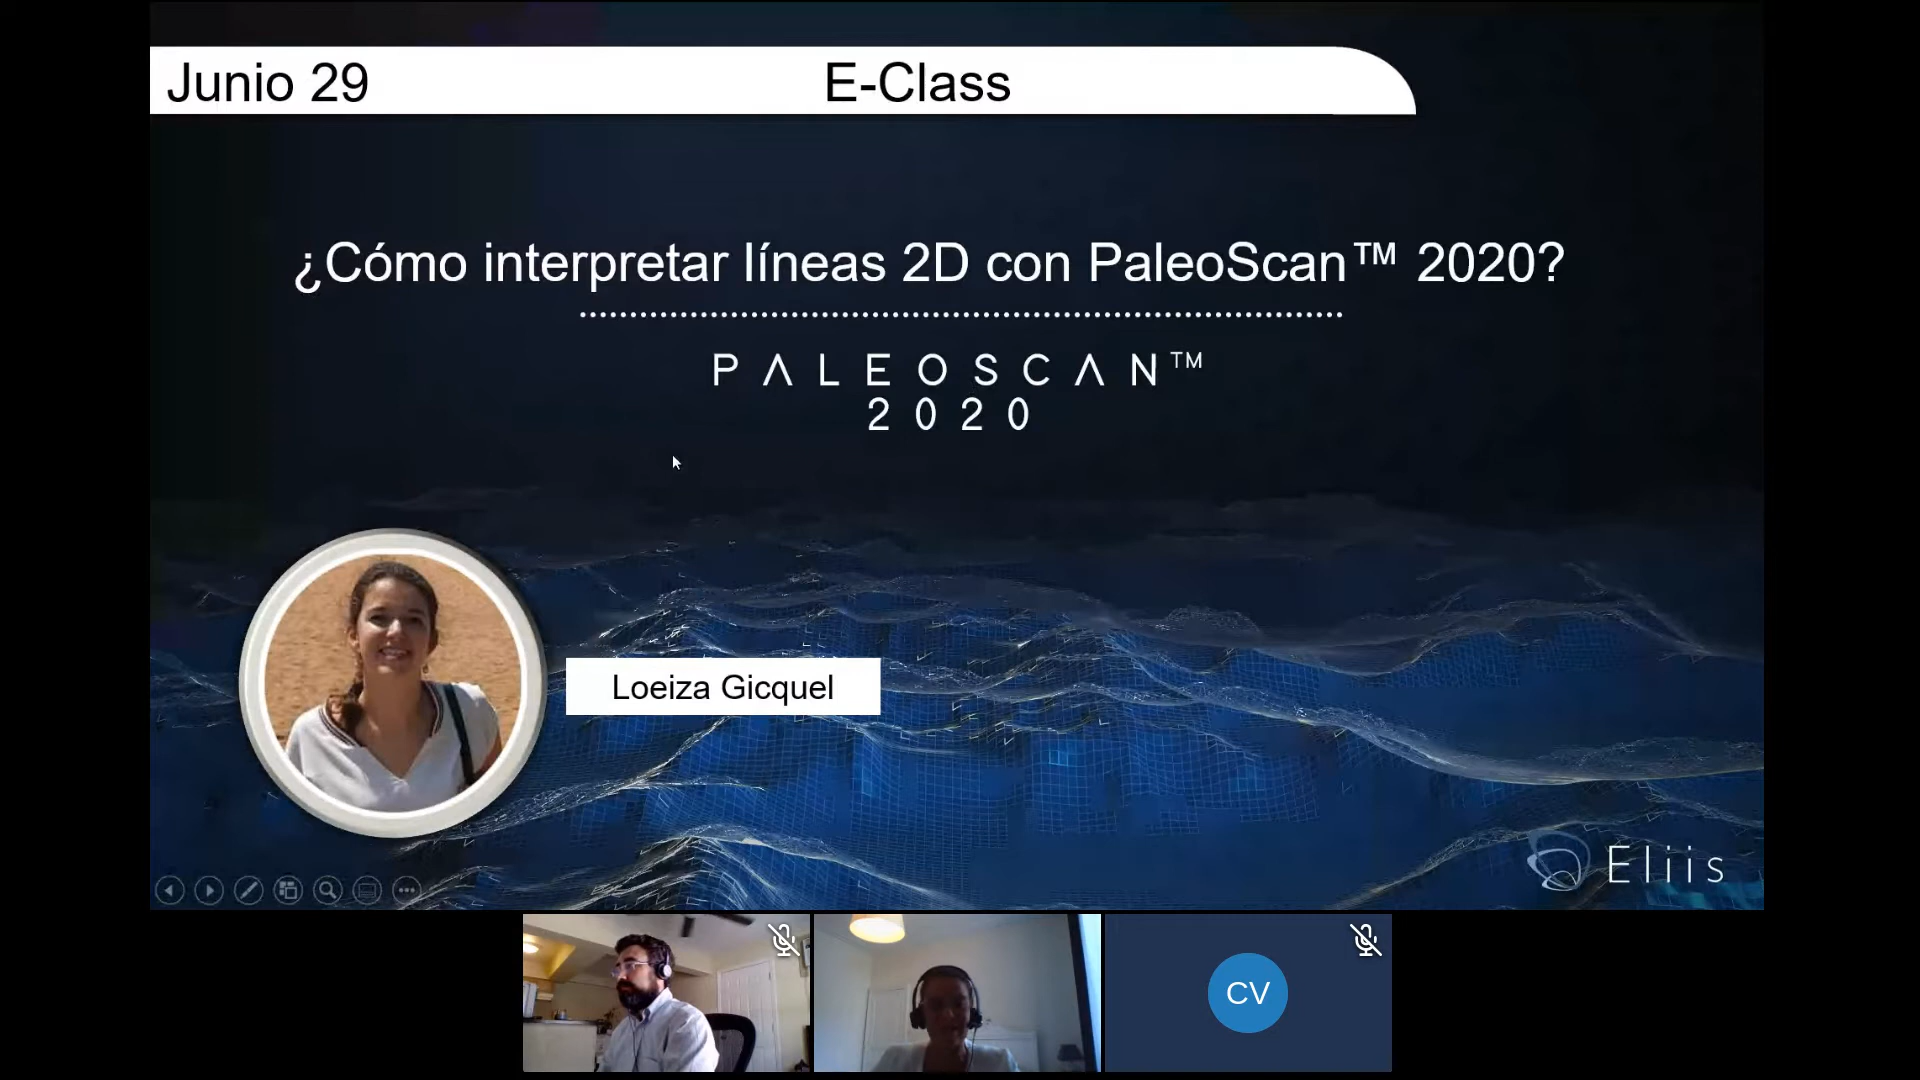 Junio 29
E-Class
¿Cómo interpretar líneas 2D con PaleoScan™ 2020?
PALEOSCAN™
2020
Loeiza Gicquel
Eliis
CV